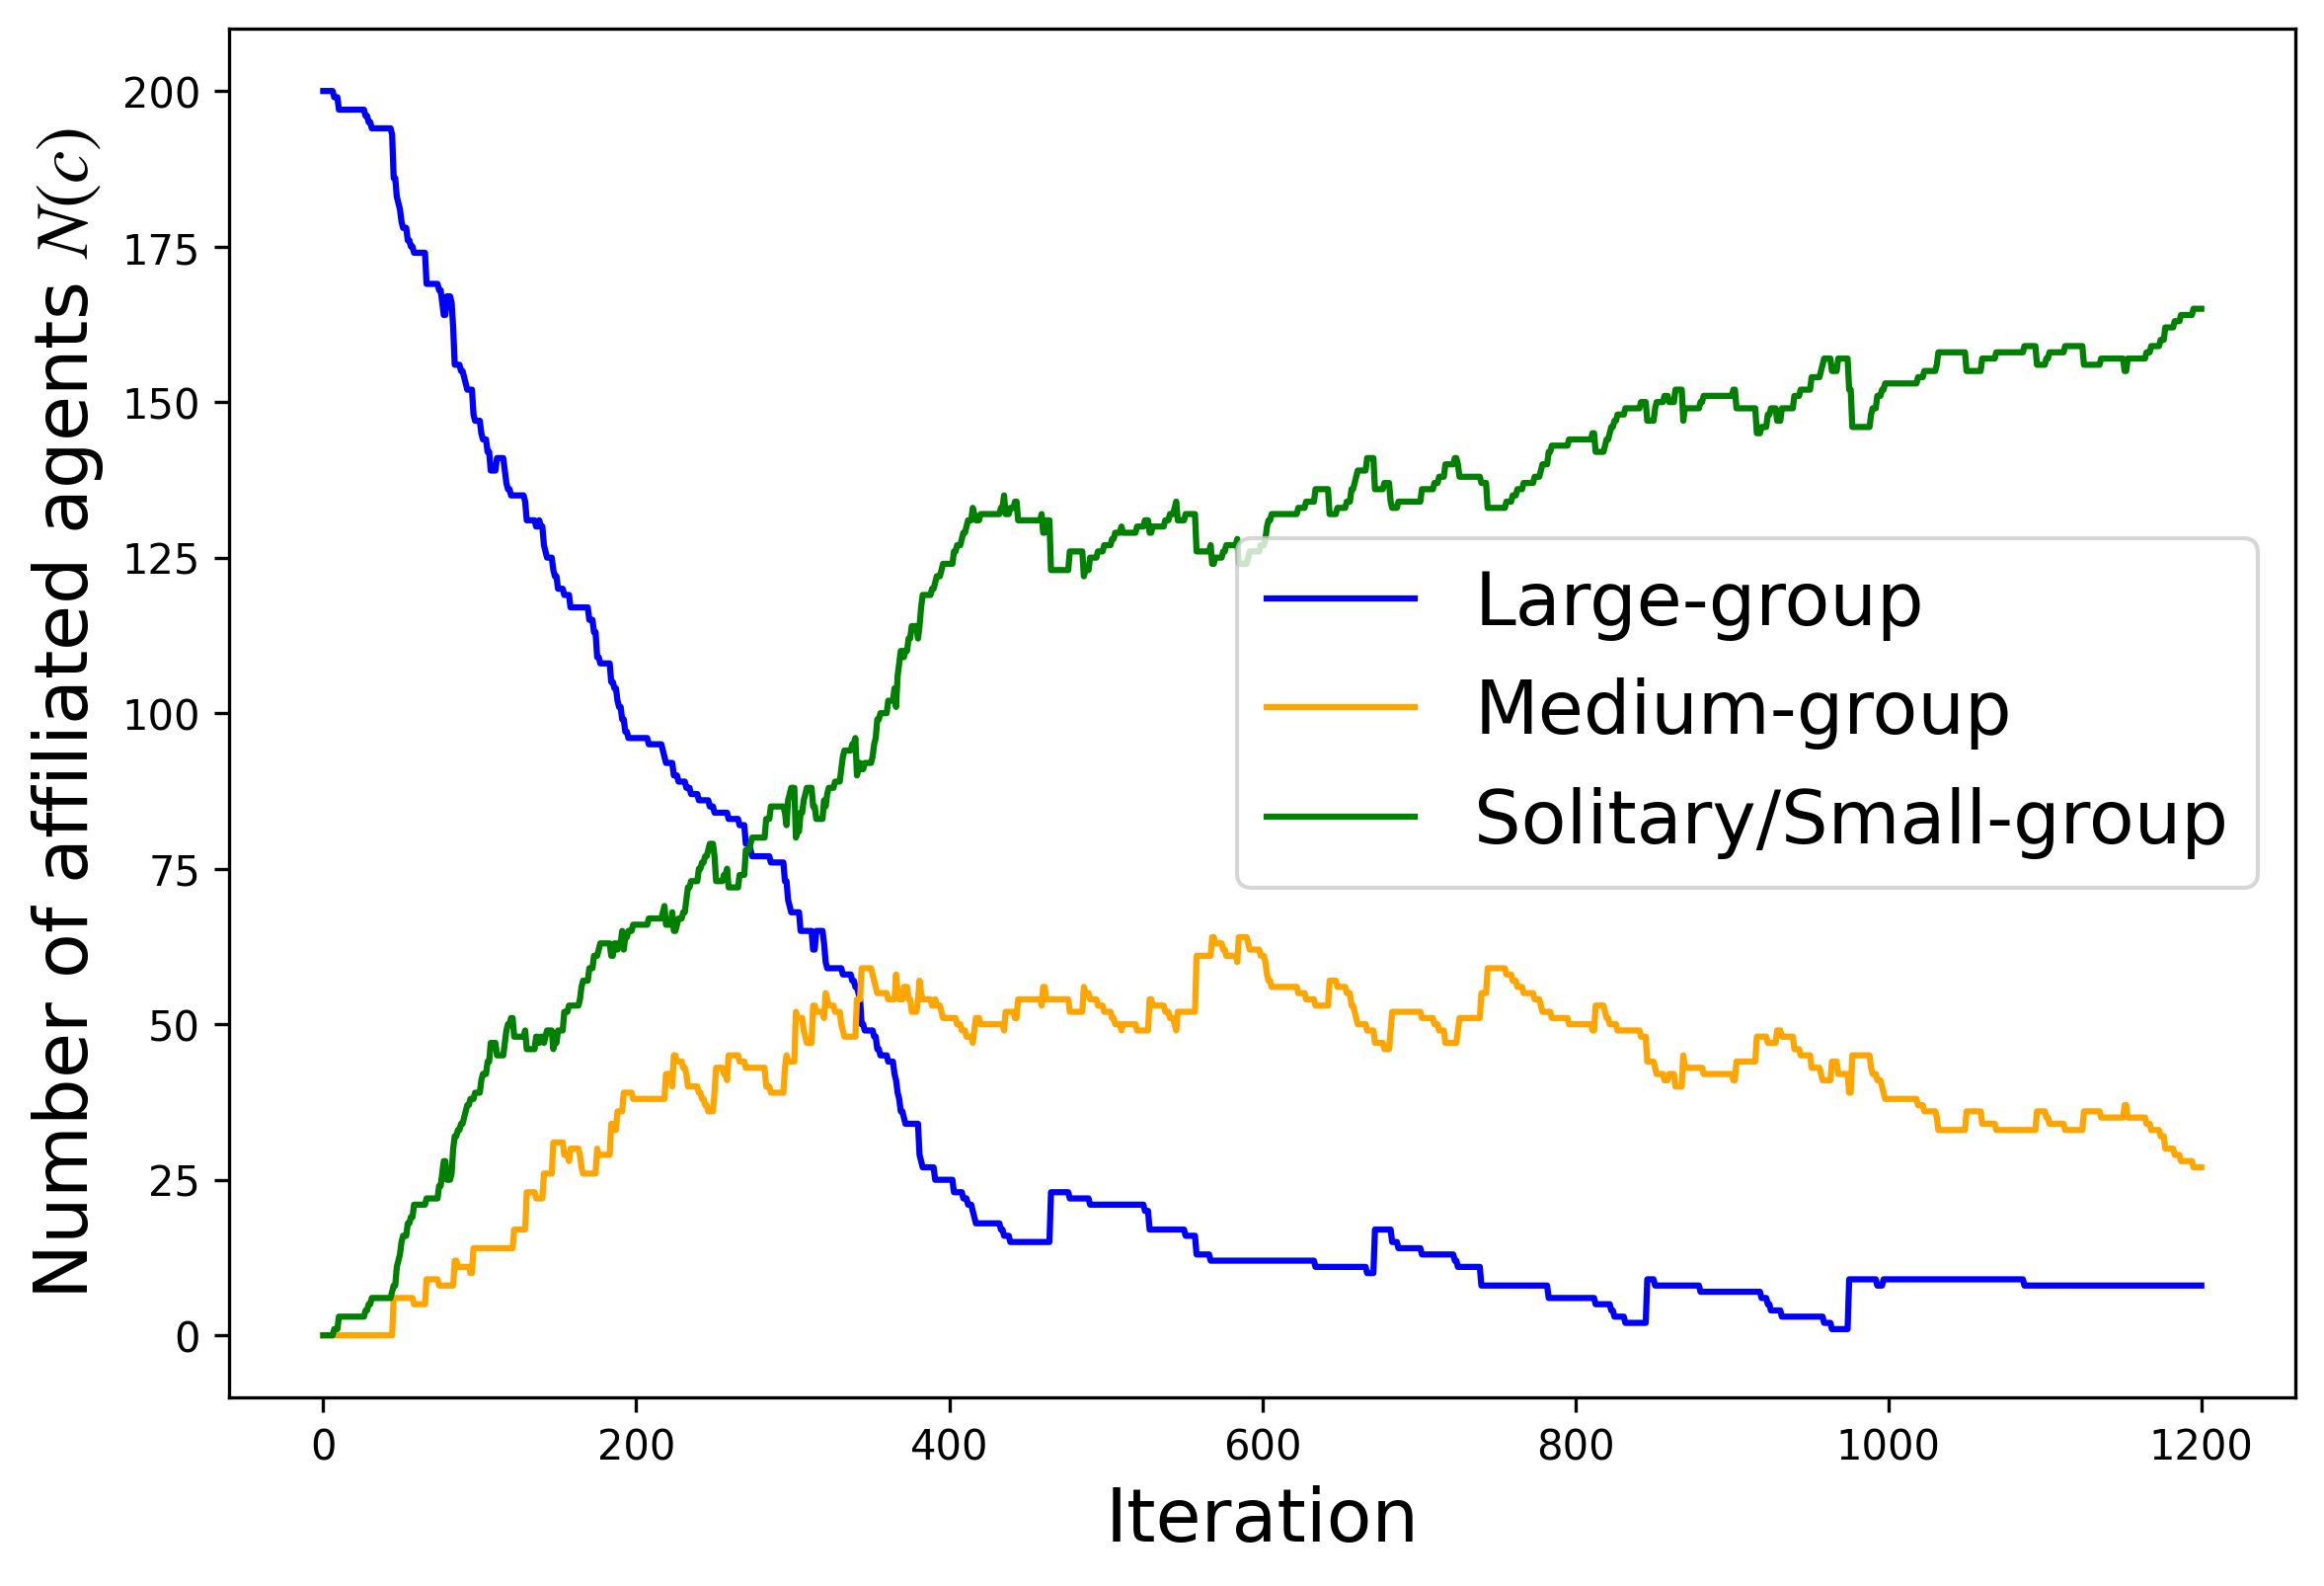 Number of affiliated agents N(c)
200
175
150
125
100
75
50
25
0
Large-group
Medium-group
Solitary/Small-group
0 200 400 600 800 1000 1200
Iteration